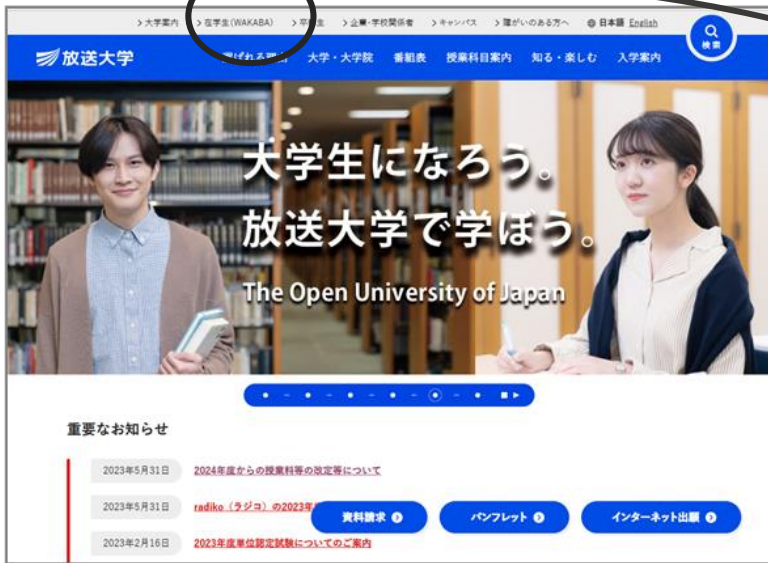 > 大学案内 > 在学生(WAKABA) > 卒業生 > 企業・学校関係者 > キャンパス > 障がいのある方へ 日本語 English
検索
放送大学 大学・大学院 番組表 授業科目案内 知る・楽しむ 入学案内
大学生になろう。
放送大学で学ぼう。
The Open University of Japan
重要なお知らせ
2023年5月31日 2024年度からの授業料等の改定等について
2023年5月31日 radiko（ラジコ）の2023年
資料請求 パンフレット インターネット出願
2023年2月16日 2023年度単位認定試験についてのご案内